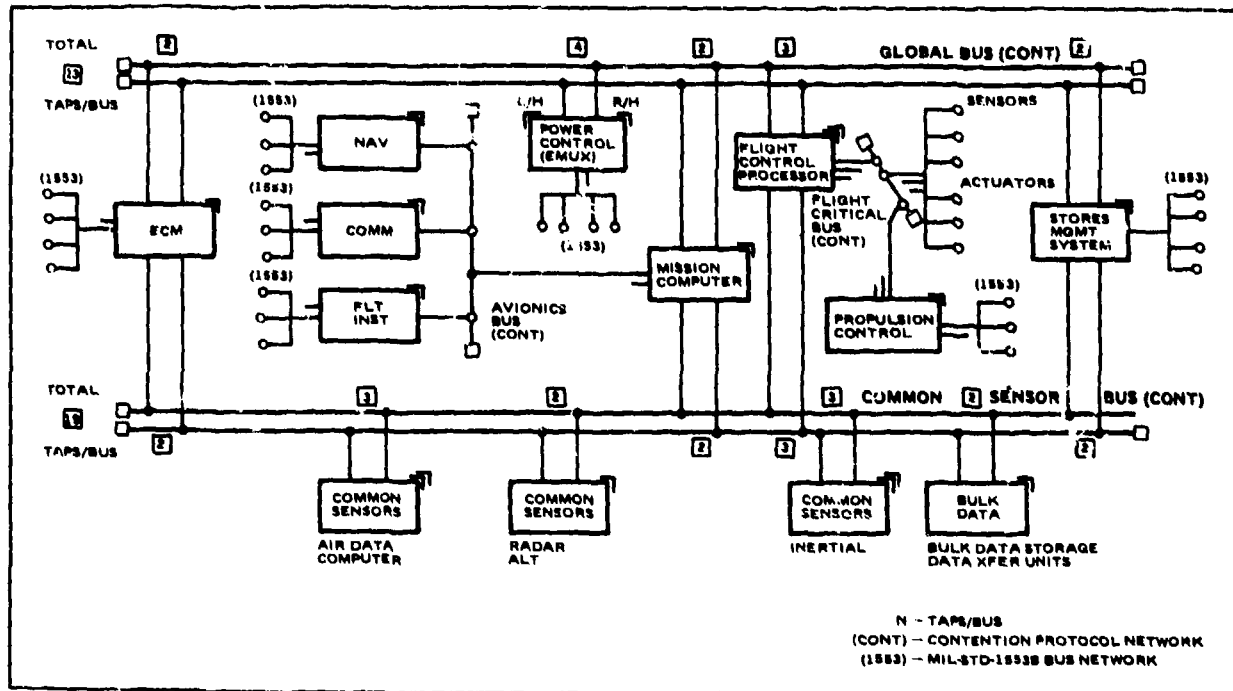 TOTAL
2
4
2
3
GLOBAL BUS (CONT)
2
13
TAPS/BUS
L/H
R/H
SENSORS
(1553)
NAV
POWER
CONTROL
(EMUX)
FLIGHT
CONTROL
PROCESSOR
(1553)
(1553)
(1553)
ACTUATORS
ECM
COMM
(1553)
FLIGHT
CRITICAL
BUS
(CONT)
STORES
MGMT
SYSTEM
MISSION
COMPUTER
(1553)
FLT
INST
AVIONICS
BUS
(CONT)
(1553)
PROPULSION
CONTROL
TOTAL
3
2
3
COMMON
2
SENSOR
BUS (CONT)
19
TAPS/BUS
2
2
3
2
COMMON
SENSORS
COMMON
SENSORS
COMMON
SENSORS
BULK
DATA
AIR DATA
COMPUTER
RADAR
ALT
INERTIAL
BULK DATA STORAGE
DATA XFER UNITS
N - TAPS/BUS
(CONT) - CONTENTION PROTOCOL NETWORK
(1553) - MIL-STD-1553B BUS NETWORK